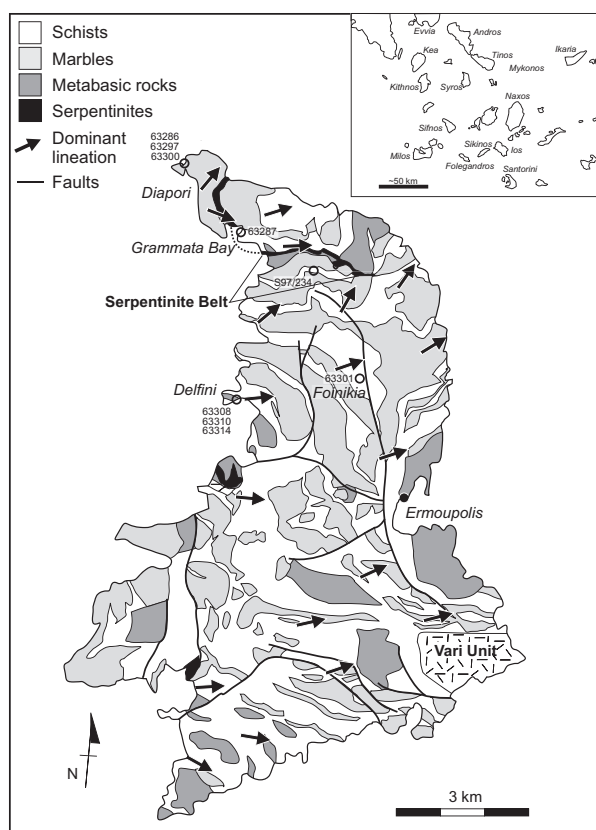 Schists
Marbles
Metabasic rocks
Serpentinites
Dominant
lineation
Faults
Evvia
Andros
Kea
Tinos
Ikaria
Mykonos
Kithnos
Syros
Naxos
Sifnos
Sikinos
Ios
Milos
Folegandros
Santorini
~50 km
63286
63297
63300
Diapori
63287
Grammata Bay
S97/234
Serpentinite
Belt
63301
Foinikia
Delfini
63308
63310
63314
Ermoupolis
Vari Unit
N
3 km